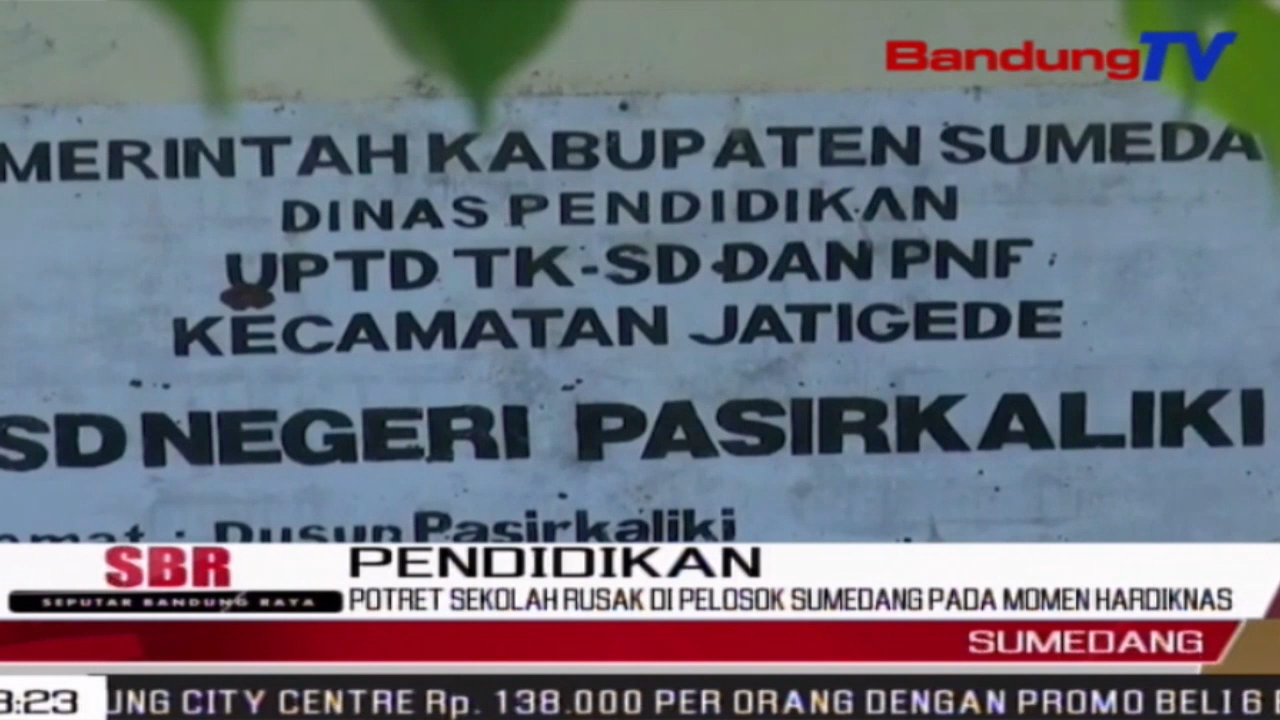 BandungTV
MERINTAH KABUPATEN SUMEDA
DINAS PENDIDIKAN
UPTD TK-SD DAN PNF
KECAMATAN JATIGEDE
SD NEGERI PASIRKALIKI
amat : Dusun Pasirkaliki
SBR
SEPUTAR BANDUNG RAYA
PENDIDIKAN
POTRET SEKOLAH RUSAK DI PELOSOK SUMEDANG PADA MOMEN HARDIKNAS
SUMEDANG
3:23 UNG CITY CENTRE Rp. 138.000 PER ORANG DENGAN PROMO BELI 6